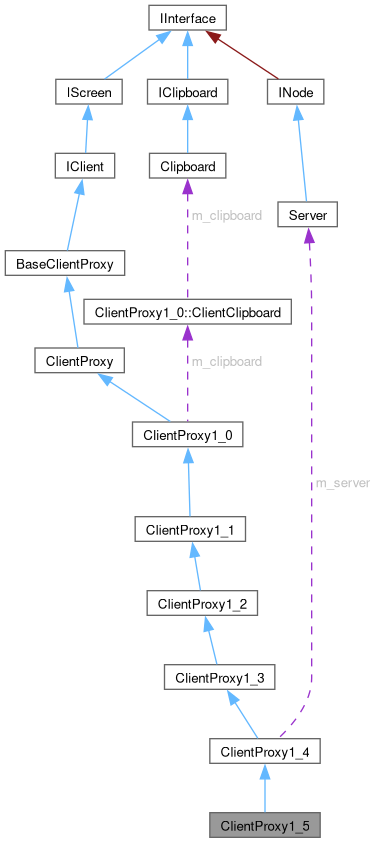 IInterface
IScreen
IClipboard
INode
IClient
Clipboard
Server
m_clipboard
BaseClientProxy
ClientProxy1_0::ClientClipboard
ClientProxy
m_clipboard
ClientProxy1_0
m_server
ClientProxy1_1
ClientProxy1_2
ClientProxy1_3
ClientProxy1_4
ClientProxy1_5